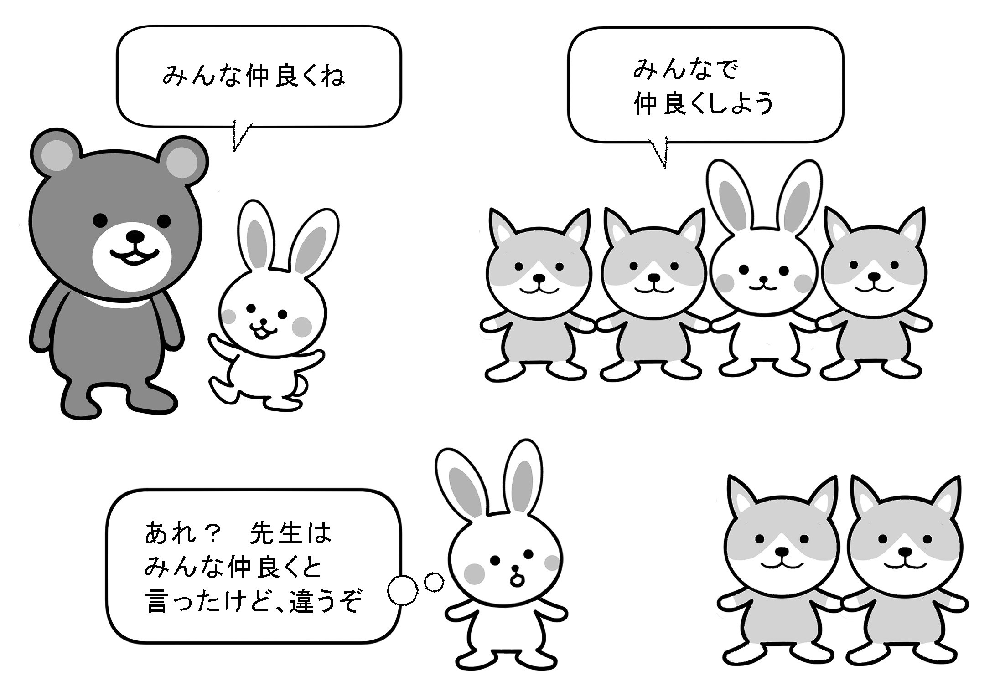 みんな仲良くね
みんなで
仲良くしよう
あれ？　先生は
みんな仲良くと
言ったけど、違うぞ